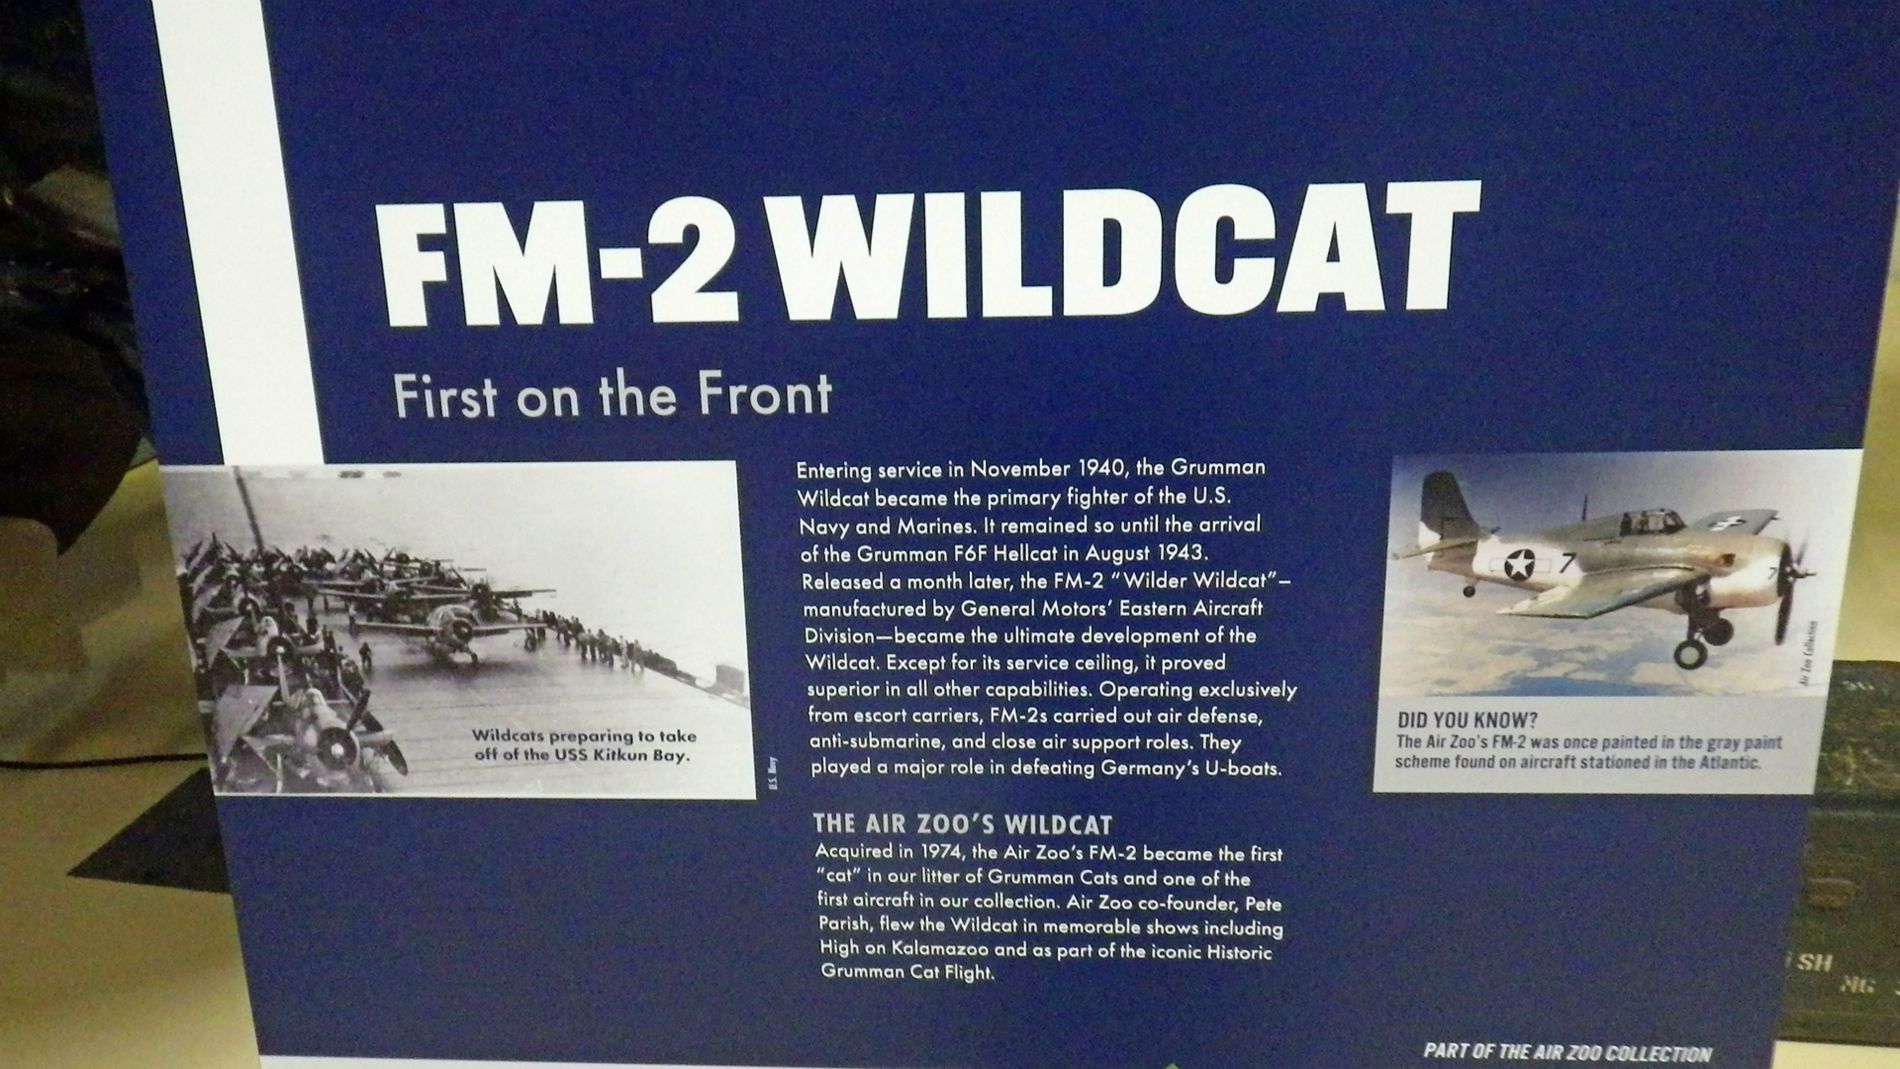 FM-2 WILDCAT
First on the Front
Wildcats preparing to take
off of the USS Kitkun Bay.
U.S. Navy
Entering service in November 1940, the Grumman
Wildcat became the primary fighter of the U.S.
Navy and Marines. It remained so until the arrival
of the Grumman F6F Hellcat in August 1943.
Released a month later, the FM-2 “Wilder Wildcat”–
manufactured by General Motors’ Eastern Aircraft
Division—became the ultimate development of the
Wildcat. Except for its service ceiling, it proved
superior in all other capabilities. Operating exclusively
from escort carriers, FM-2s carried out air defense,
anti-submarine, and close air support roles. They
played a major role in defeating Germany’s U-boats.
THE AIR ZOO’S WILDCAT
Acquired in 1974, the Air Zoo’s FM-2 became the first
“cat” in our litter of Grumman Cats and one of the
first aircraft in our collection. Air Zoo co-founder, Pete
Parish, flew the Wildcat in memorable shows including
High on Kalamazoo and as part of the iconic Historic
Grumman Cat Flight.
7
7
Air Zoo Collection
DID YOU KNOW?
The Air Zoo’s FM-2 was once painted in the gray paint
scheme found on aircraft stationed in the Atlantic.
SH
MG
PART OF THE AIR ZOO COLLECTION